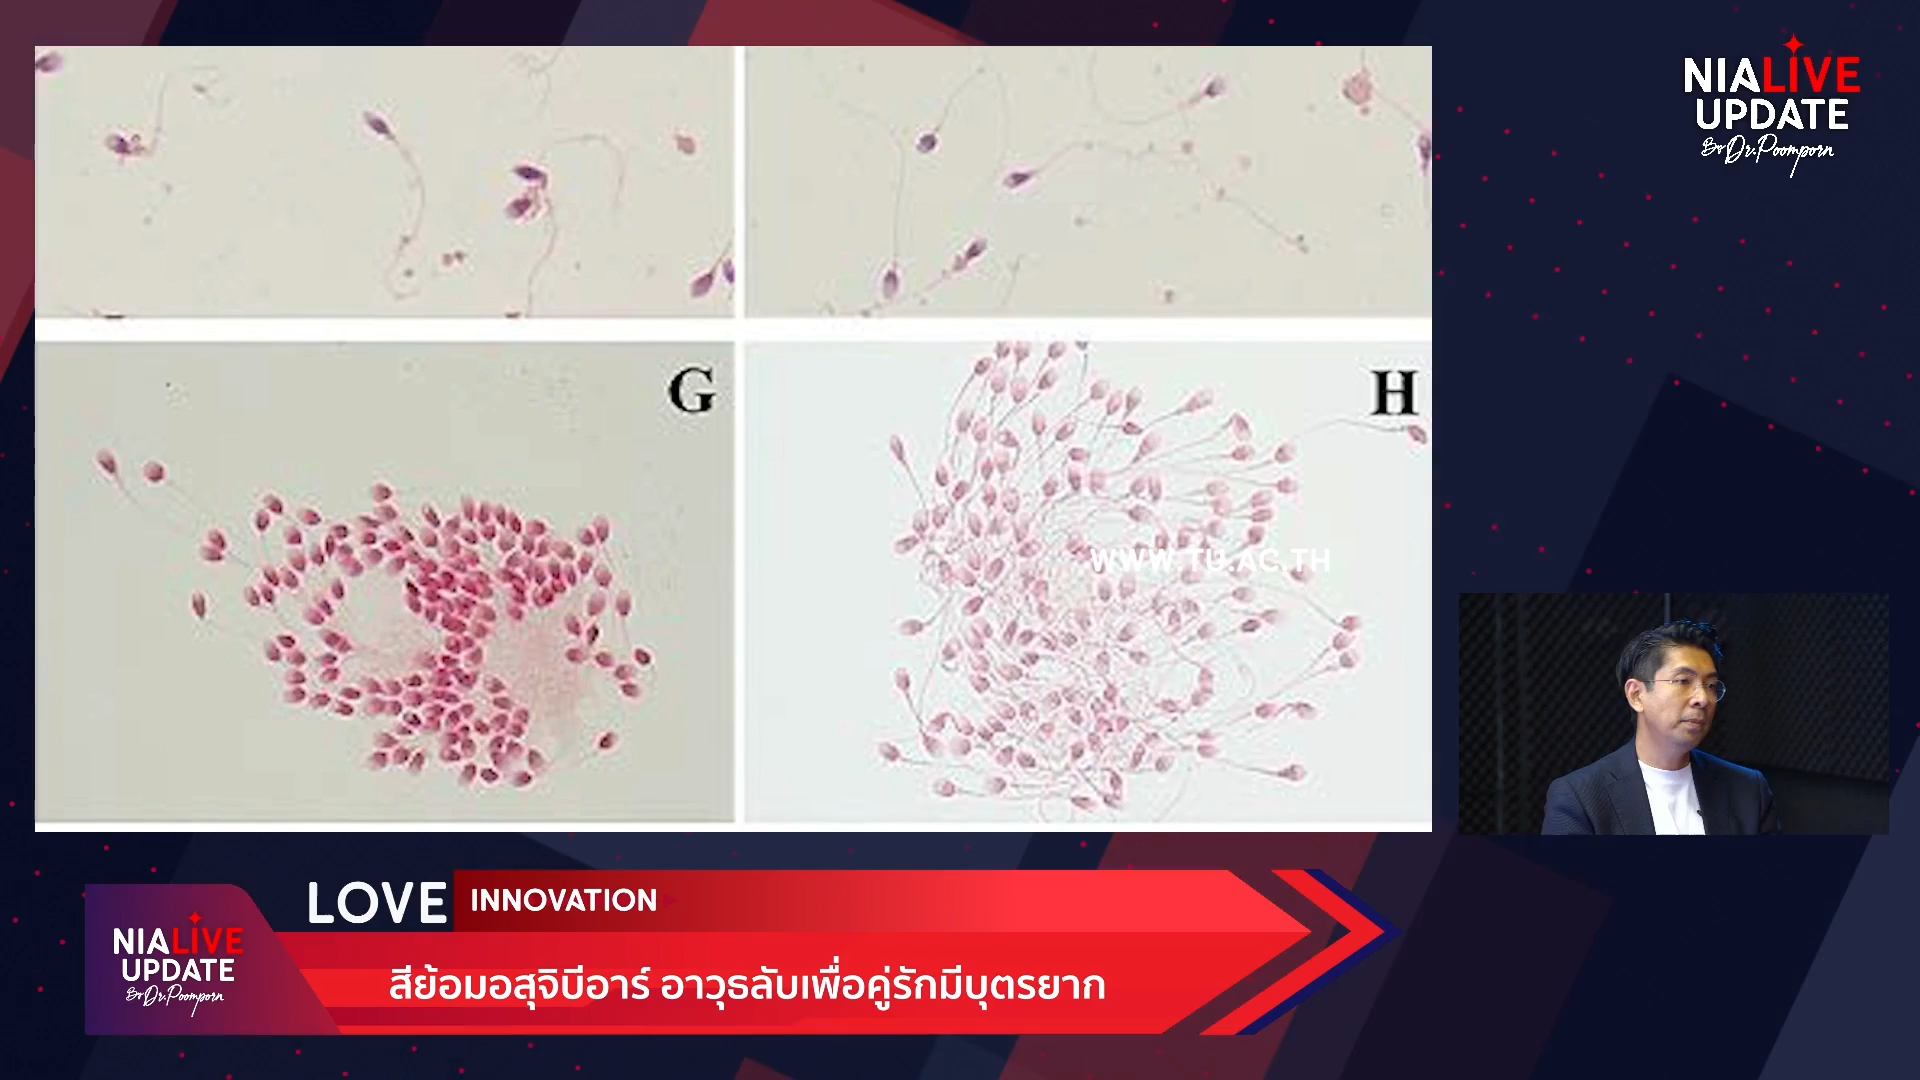 NIALIVE
UPDATE
By Dr.Poomporn
G
H
WWW.TU.AC.TH
LOVE INNOVATION
NIALIVE
UPDATE
By Dr.Poomporn
สีย้อมอสุจิบีอาร์ อาวุธลับเพื่อคู่รักมีบุตรยาก